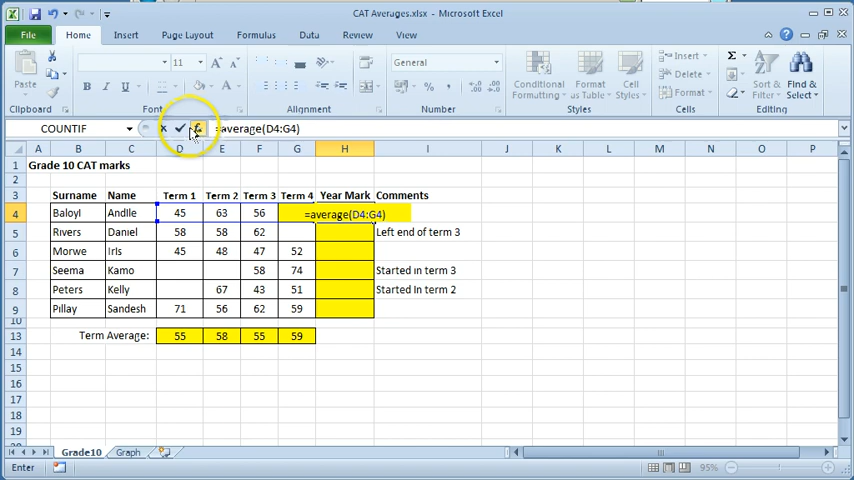 CAT Averages.xlsx - Microsoft Excel
File Home Insert Page Layout Formulas Data Review View
Paste
11 A A
General
Conditional Formatting Format as Table Cell Styles
Insert
Delete
Format
Sort & Filter Find & Select
B I U A % ,
Clipboard Font Alignment Number Styles Cells Editing
COUNTIF =average(D4:G4)
A B C D E F G H I J K L M N O P
1 Grade 10 CAT marks
2
3 Surname Name Term 1 Term 2 Term 3 Term 4 Year Mark Comments
4 Baloyi Andile 45 63 56 =average(D4:G4)
5 Rivers Daniel 58 58 62 Left end of term 3
6 Morwe Iris 45 48 47 52
7 Seema Kamo 58 74 Started in term 3
8 Peters Kelly 67 43 51 Started in term 2
9 Pillay Sandesh 71 56 62 59
10
13 Term Average: 55 58 55 59
14
15
16
17
18
19
Grade10 Graph
Enter 95%